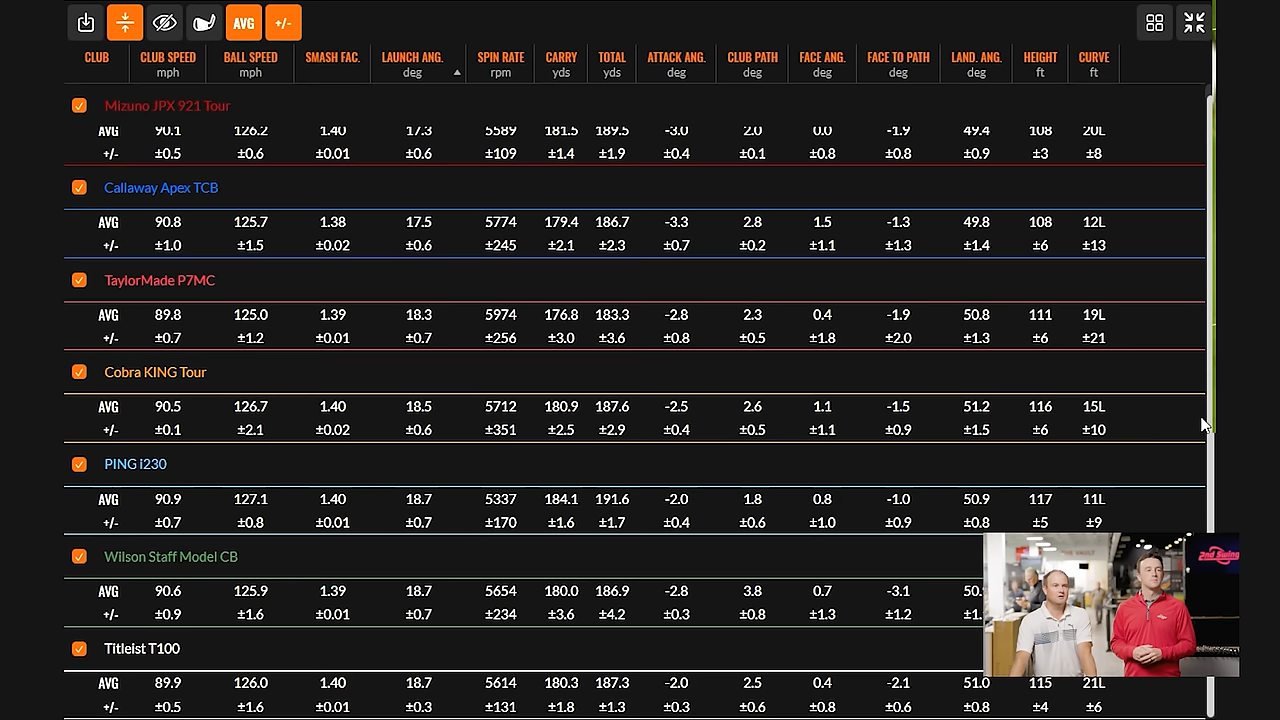 AVG +/-
CLUB CLUB SPEED BALL SPEED SMASH FAC. LAUNCH ANG. SPIN RATE CARRY TOTAL ATTACK ANG. CLUB PATH FACE ANG. FACE TO PATH LAND. ANG. HEIGHT CURVE
mph mph deg rpm yds yds deg deg deg deg deg ft ft
Mizuno JPX 921 Tour
AVG 90.1 126.2 1.40 17.3 5589 181.5 189.5 -3.0 2.0 0.0 -1.9 49.4 108 20L
+/- ±0.5 ±0.6 ±0.01 ±0.6 ±109 ±1.4 ±1.9 ±0.4 ±0.1 ±0.8 ±0.8 ±0.9 ±3 ±8
Callaway Apex TCB
AVG 90.8 125.7 1.38 17.5 5774 179.4 186.7 -3.3 2.8 1.5 -1.3 49.8 108 12L
+/- ±1.0 ±1.5 ±0.02 ±0.6 ±245 ±2.1 ±2.3 ±0.7 ±0.2 ±1.1 ±1.3 ±1.4 ±6 ±13
TaylorMade P7MC
AVG 89.8 125.0 1.39 18.3 5974 176.8 183.3 -2.8 2.3 0.4 -1.9 50.8 111 19L
+/- ±0.7 ±1.2 ±0.01 ±0.7 ±256 ±3.0 ±3.6 ±0.8 ±0.5 ±1.8 ±2.0 ±1.3 ±6 ±21
Cobra KING Tour
AVG 90.5 126.7 1.40 18.5 5712 180.9 187.6 -2.5 2.6 1.1 -1.5 51.2 116 15L
+/- ±0.1 ±2.1 ±0.02 ±0.6 ±351 ±2.5 ±2.9 ±0.4 ±0.5 ±1.1 ±0.9 ±1.5 ±6 ±10
PING i230
AVG 90.9 127.1 1.40 18.7 5337 184.1 191.6 -2.0 1.8 0.8 -1.0 50.9 117 11L
+/- ±0.7 ±0.8 ±0.01 ±0.7 ±170 ±1.6 ±1.7 ±0.4 ±0.6 ±1.0 ±0.9 ±0.8 ±5 ±9
Wilson Staff Model CB
AVG 90.6 125.9 1.39 18.7 5654 180.0 186.9 -2.8 3.8 0.7 -3.1 50.
+/- ±0.9 ±1.6 ±0.01 ±0.7 ±234 ±3.6 ±4.2 ±0.3 ±0.8 ±1.3 ±1.2 ±1.
2nd Swing
Titleist T100
AVG 89.9 126.0 1.40 18.7 5614 180.3 187.3 -2.0 2.5 0.4 -2.1 51.0 115 21L
+/- ±0.5 ±1.6 ±0.01 ±0.3 ±131 ±1.8 ±1.3 ±0.3 ±0.6 ±0.8 ±0.6 ±0.8 ±4 ±6